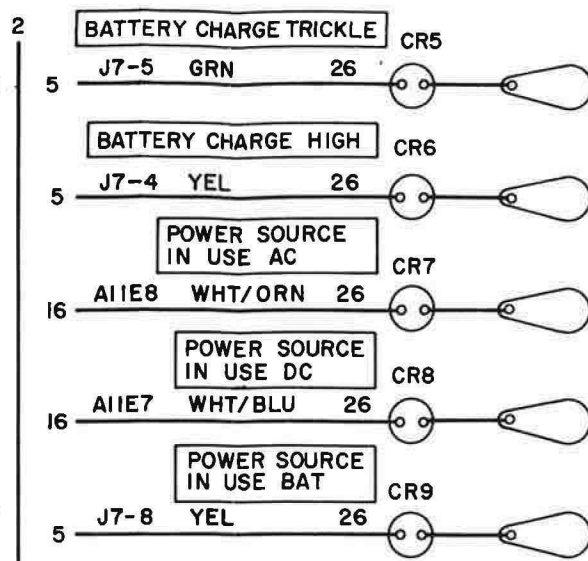 2
BATTERY CHARGE TRICKLE
CR5
5 J7-5 GRN 26
BATTERY CHARGE HIGH
CR6
5 J7-4 YEL 26
POWER SOURCE
IN USE AC
CR7
16 A11E8 WHT/ORN 26
POWER SOURCE
IN USE DC
CR8
16 A11E7 WHT/BLU 26
POWER SOURCE
IN USE BAT
CR9
5 J7-8 YEL 26